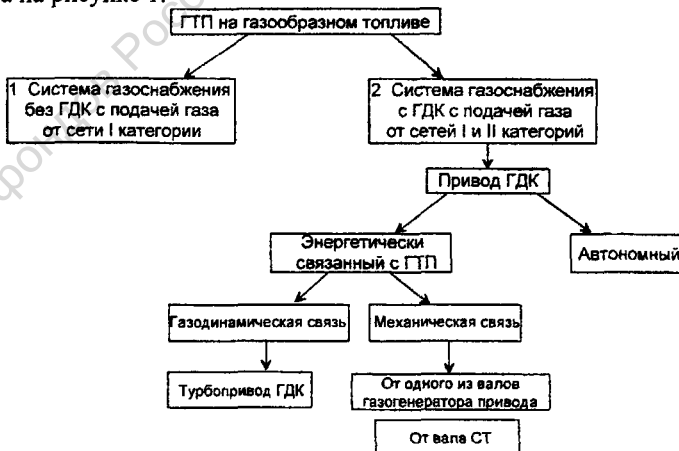 а на рисунке 1.
ГТП на газообразном топливе
1 Система газоснабжения
без ГДК с подачей газа
от сети I категории
2 Система газоснабжения
с ГДК с подачей газа
от сетей I и II категорий
Привод ГДК
Энергетически
связанный с ГТП
Автономный
Газодинамическая связь
Механическая связь
Турбопривод ГДК
От одного из валов
газогенератора привода
От вала СТ